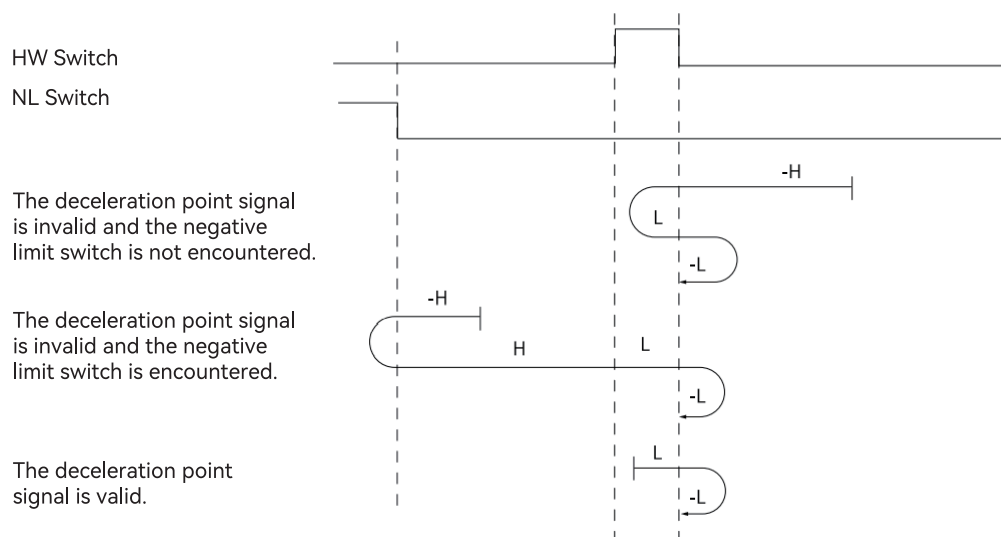 HW Switch
NL Switch
-H
The deceleration point signal
is invalid and the negative
limit switch is not encountered.
L
-L
-H
The deceleration point signal
is invalid and the negative
limit switch is encountered.
H
L
-L
The deceleration point
signal is valid.
L
-L